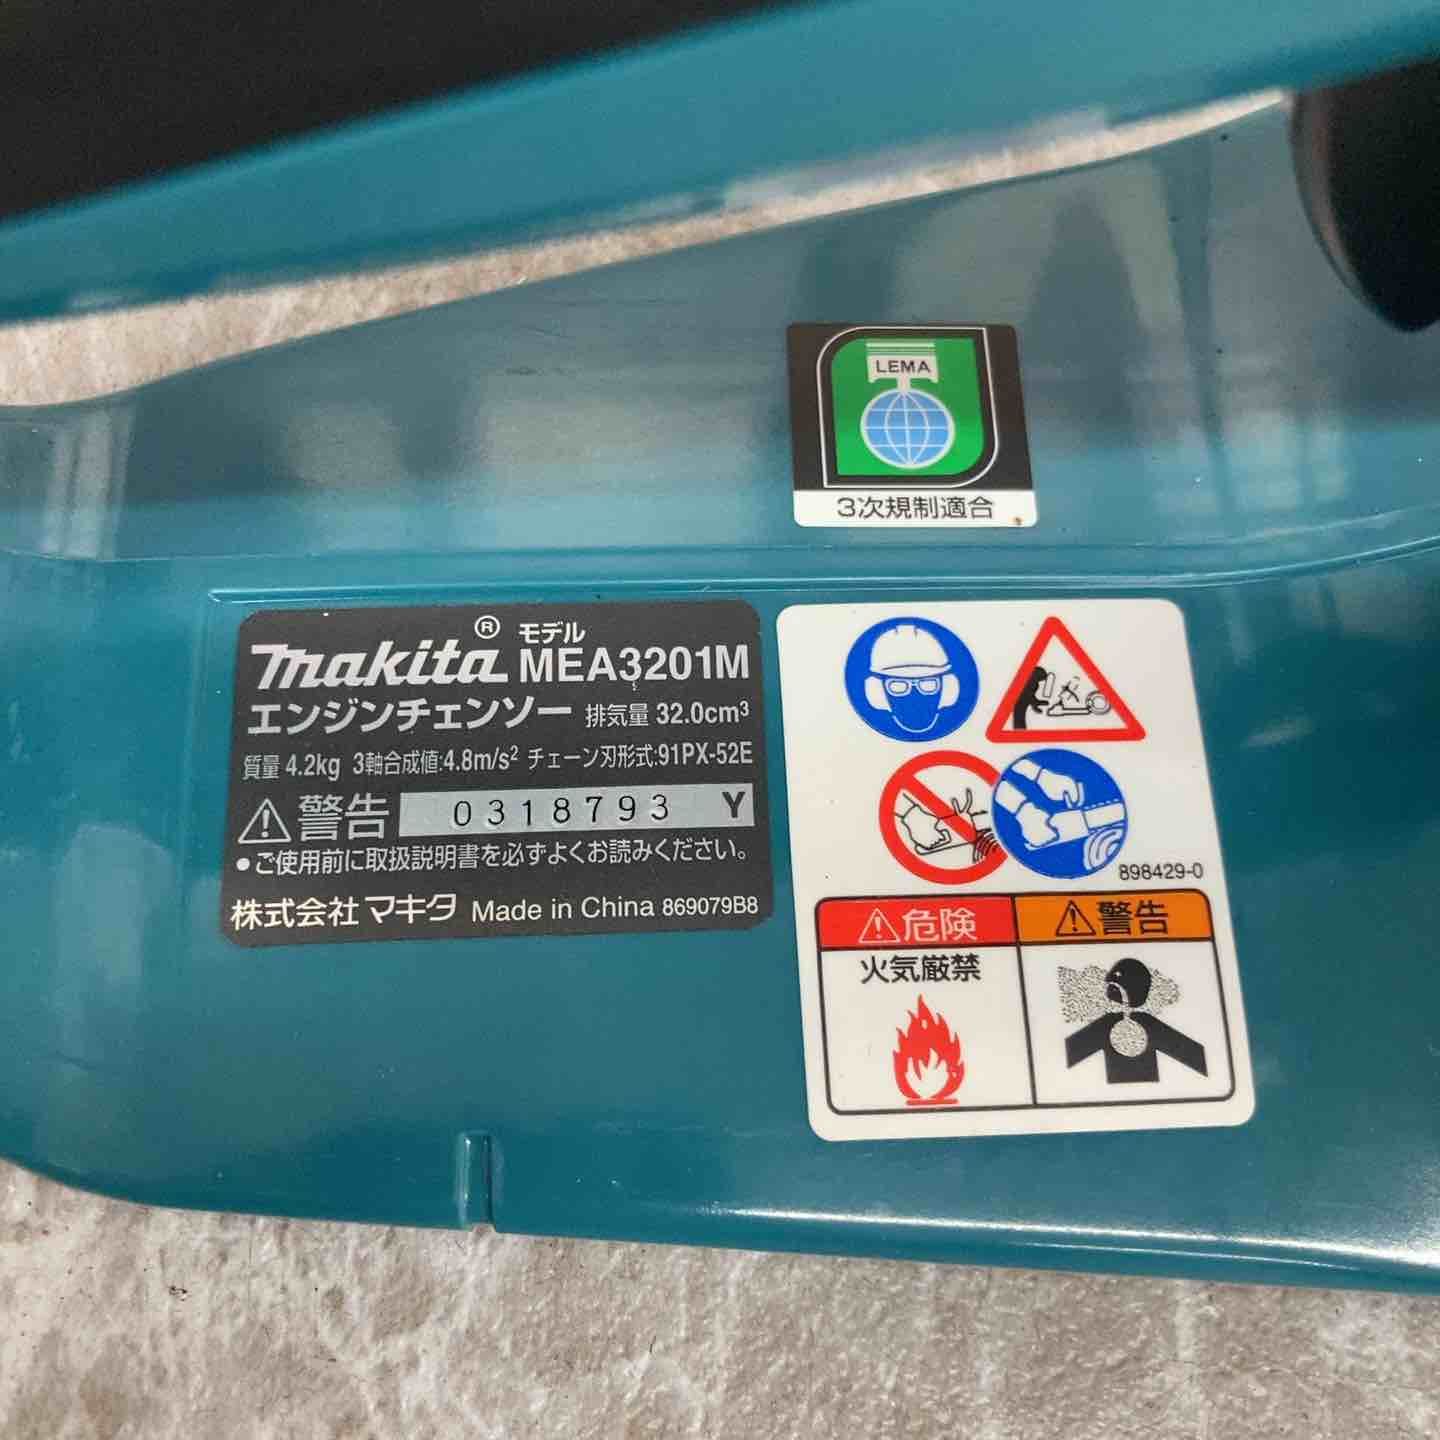 LEMA
3次規制適合
makita® モデル MEA3201M
エンジンチェンソー 排気量 32.0cm³
質量 4.2kg 3軸合成値:4.8m/s² チェーン刃形式:91PX-52E
警告 0318793 Y
•ご使用前に取扱説明書を必ずよくお読みください。
株式会社 マキタ Made in China 869079B8
898429-0
危険 警告
火気厳禁